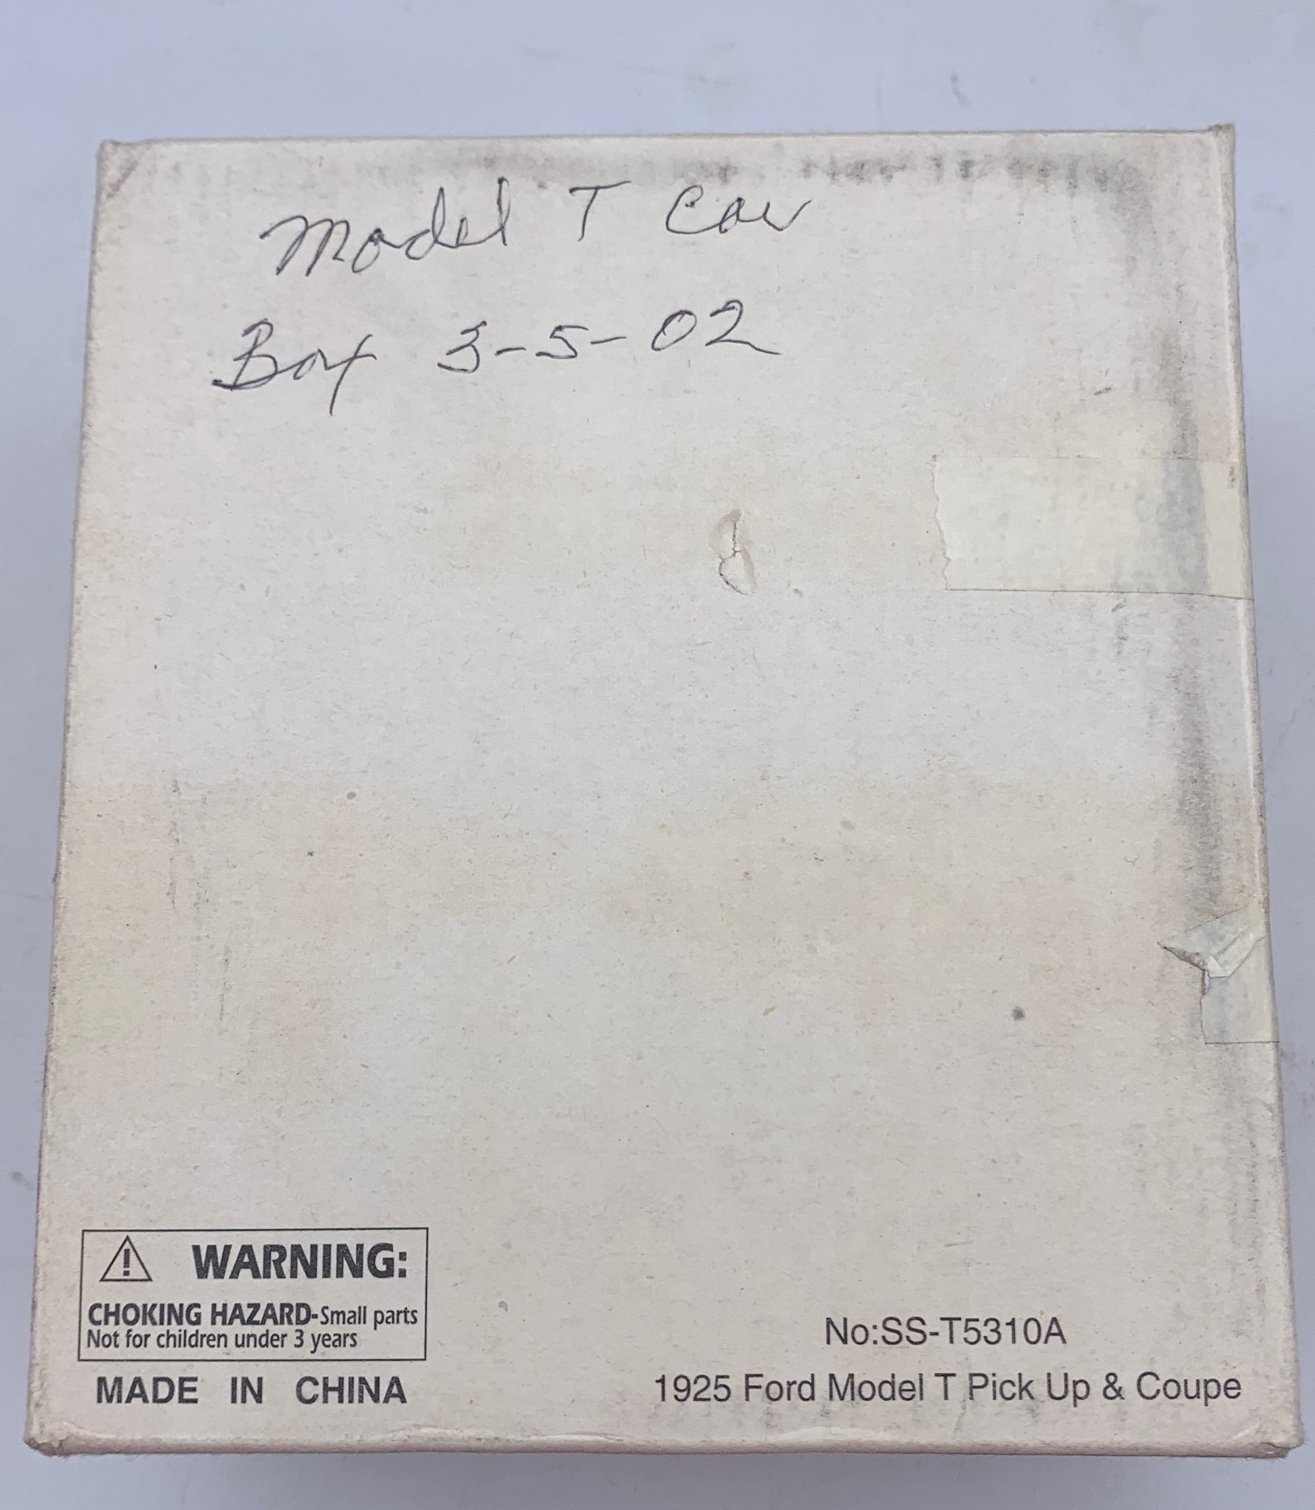 Model T Car
Box 3-5-02
WARNING:
CHOKING HAZARD-Small parts
Not for children under 3 years
MADE IN CHINA
No:SS-T5310A
1925 Ford Model T Pick Up & Coupe